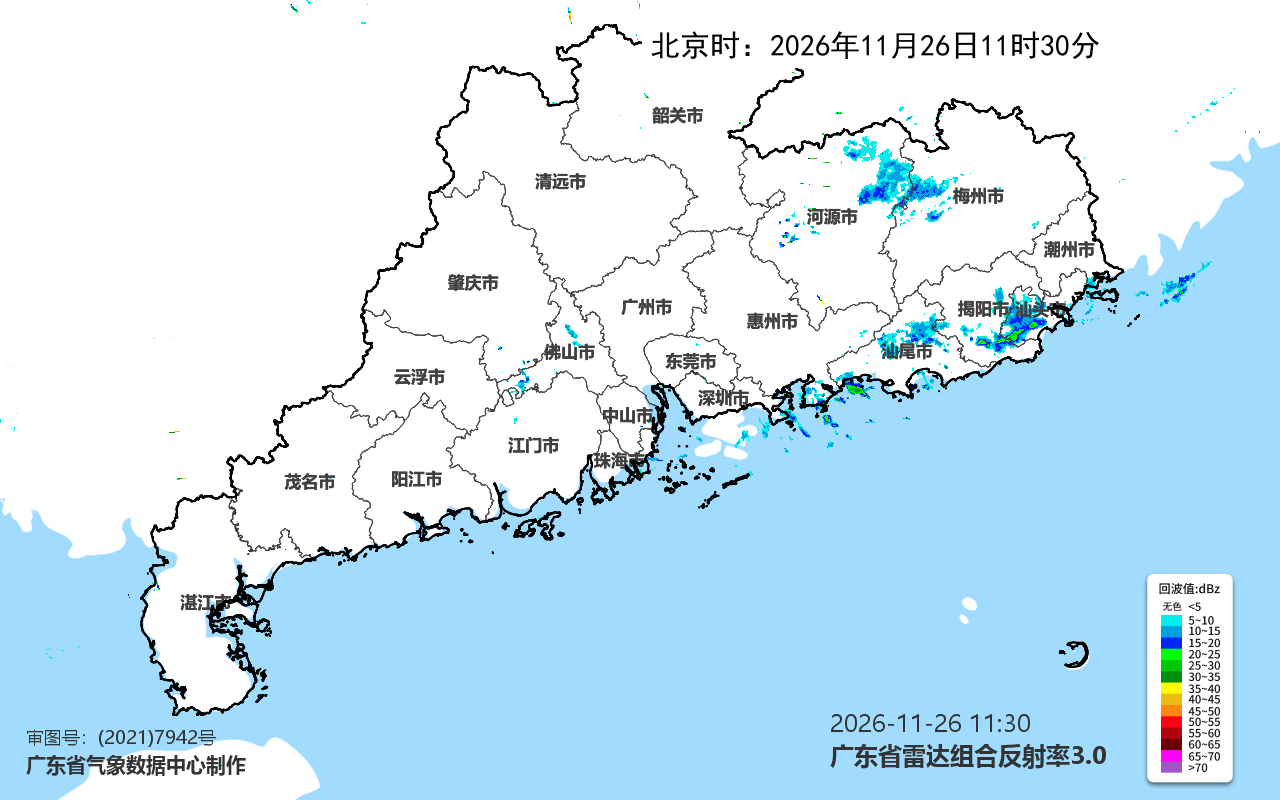 北京时：2026年11月26日11时30分
韶关市
清远市
梅州市
河源市
潮州市
肇庆市
广州市
揭阳市
汕头市
惠州市
佛山市
汕尾市
东莞市
云浮市
深圳市
中山市
江门市
珠海市
阳江市
茂名市
湛江市
回波值:dBz
无色 <5
5~10
10~15
15~20
20~25
25~30
30~35
35~40
40~45
45~50
50~55
55~60
60~65
65~70
>70
2026-11-26 11:30
广东省雷达组合反射率3.0
审图号：(2021)7942号
广东省气象数据中心制作